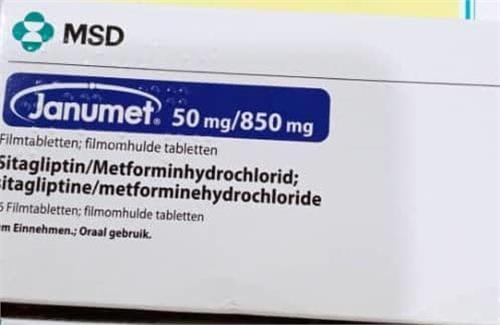 MSD
Janumet® 50 mg/850 mg
Filmtabletten; filmomhulde tabletten
Sitagliptin/Metforminhydrochlorid;
itagliptine/metforminehydrochloride
6 Filmtabletten; filmomhulde tabletten
m Einnehmen.; Oraal gebruik.